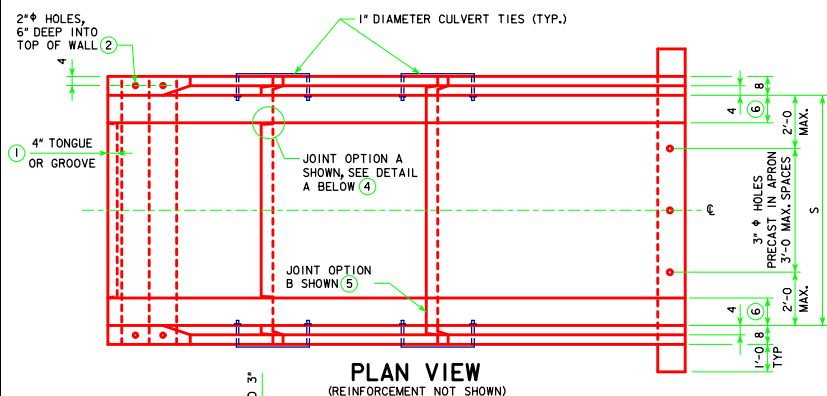 2"Φ HOLES,
6" DEEP INTO
TOP OF WALL 2
1" DIAMETER CULVERT TIES (TYP.)
4
1
4" TONGUE
OR GROOVE
JOINT OPTION A
SHOWN, SEE DETAIL
A BELOW 4
JOINT OPTION
B SHOWN 5
4
8
6
2'-0
MAX.
℄
3" Φ HOLES
PRECAST IN APRON
3'-0 MAX. SPACES
S
2'-0
MAX.
6
4
8
1'-0
TYP
PLAN VIEW
(REINFORCEMENT NOT SHOWN)
O 3"